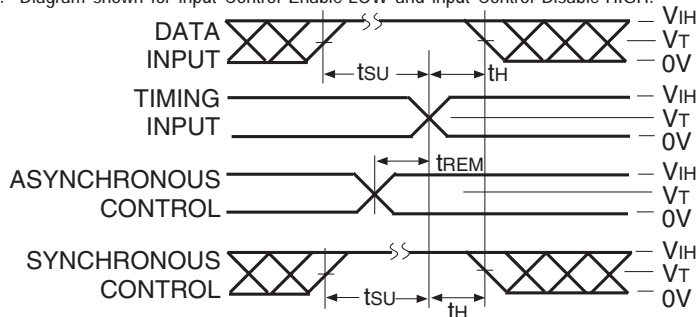 Diagram shown for input Control Enable-LOW and input Control Disable-HIGH.
DATA INPUT
VIH
VT
0V
tSU
tH
TIMING INPUT
VIH
VT
0V
tREM
ASYNCHRONOUS CONTROL
VIH
VT
0V
SYNCHRONOUS CONTROL
VIH
VT
0V
tSU
tH